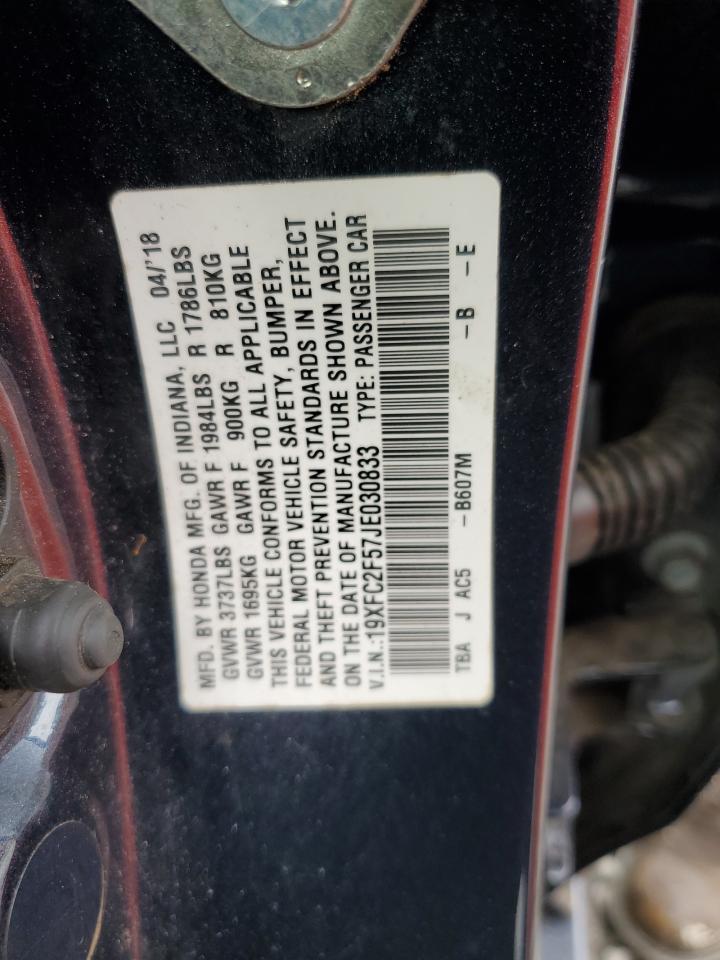 MFD. BY HONDA MFG. OF INDIANA, LLC 04/'18
GVWR 3737LBS GAWR F 1984LBS R 1786LBS
GVWR 1695KG GAWR F 900KG R 810KG
THIS VEHICLE CONFORMS TO ALL APPLICABLE
FEDERAL MOTOR VEHICLE SAFETY, BUMPER,
AND THEFT PREVENTION STANDARDS IN EFFECT
ON THE DATE OF MANUFACTURE SHOWN ABOVE.
V.I.N.:19XFC2F57JE030833 TYPE: PASSENGER CAR
TBA J AC5 -B607M -B -E